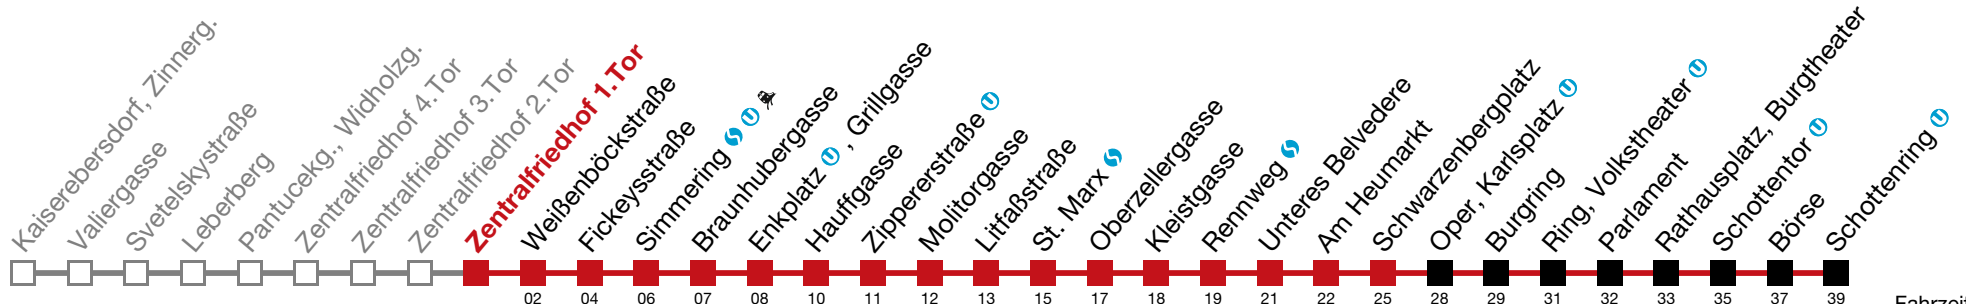 Kaiserebersdorf, Zinnerg.
Valiergasse
Svetelskystraße
Leberberg
Pantucekg., Widholzg.
Zentralfriedhof 4.Tor
Zentralfriedhof 3.Tor
Zentralfriedhof 2.Tor
Zentralfriedhof 1.Tor
Weißenböckstraße
Fickeysstraße
Simmering S U
Braunhubergasse
Enkplatz U , Grillgasse
Hauffgasse
Zippererstraße U
Molitorgasse
Litfaßstraße
St. Marx S
Oberzellergasse
Kleistgasse
Rennweg S
Unteres Belvedere
Am Heumarkt
Schwarzenbergplatz
Oper, Karlsplatz U
Burgring
Ring, Volkstheater U
Parlament
Rathausplatz, Burgtheater
Schottentor U
Börse
Schottenring U
02 04 06 07 08 10 11 12 13 15 17 18 19 21 22 25 28 29 31 32 33 35 37 39